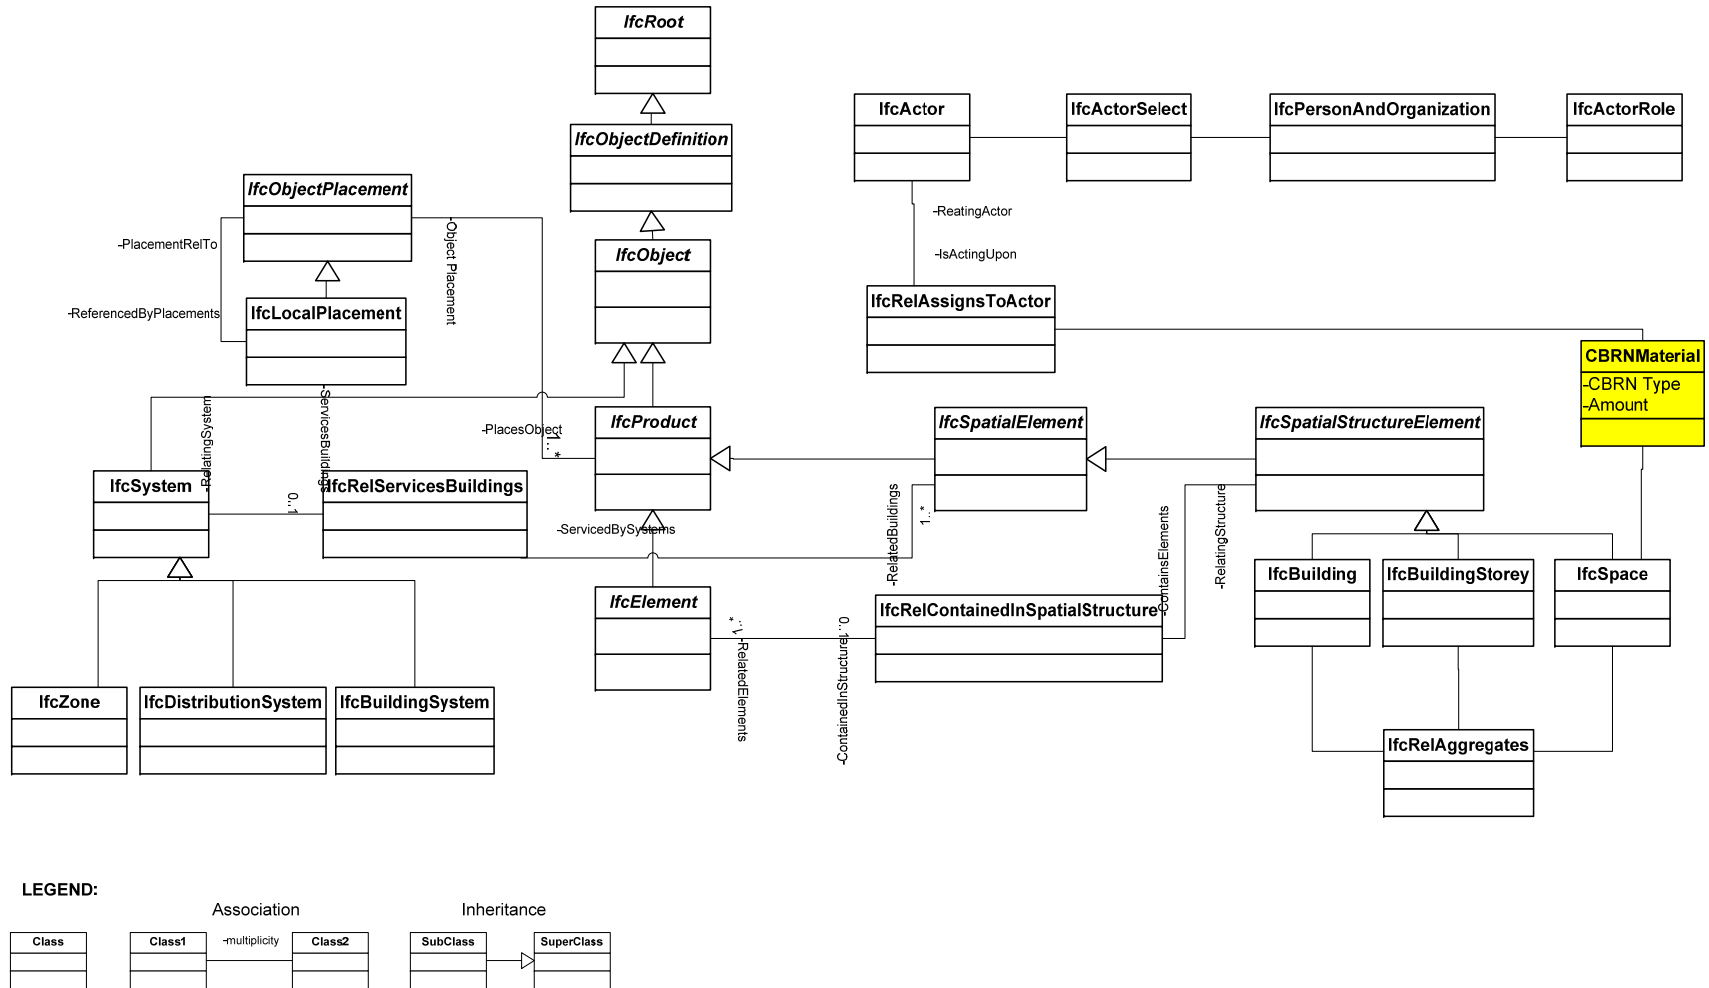 IfcRoot
IfcObjectDefinition
IfcActor
IfcActorSelect
IfcPersonAndOrganization
IfcActorRole
IfcObjectPlacement
-PlacementRelTo
-Object Placement
-ReatingActor
-IsActingUpon
IfcObject
IfcLocalPlacement
-ReferencedByPlacements
IfcRelAssignsToActor
CBRNMaterial
-CBRN Type
-Amount
-RelatingSystem
-ServicesBuildings
-PlacesObject
1..*
IfcProduct
IfcSpatialElement
IfcSpatialStructureElement
IfcSystem
0..1
IfcRelServicesBuildings
-ServicedBySystems
-RelatedBuildings
1..*
-ContainsElements
-RelatingStructure
IfcBuilding
IfcBuildingStorey
IfcSpace
IfcElement
1..*
-RelatedElements
0..1
-ContainedInStructure
IfcRelContainedInSpatialStructure
IfcZone
IfcDistributionSystem
IfcBuildingSystem
IfcRelAggregates
LEGEND:
Association
Inheritance
Class
Class1
-multiplicity
Class2
SubClass
SuperClass